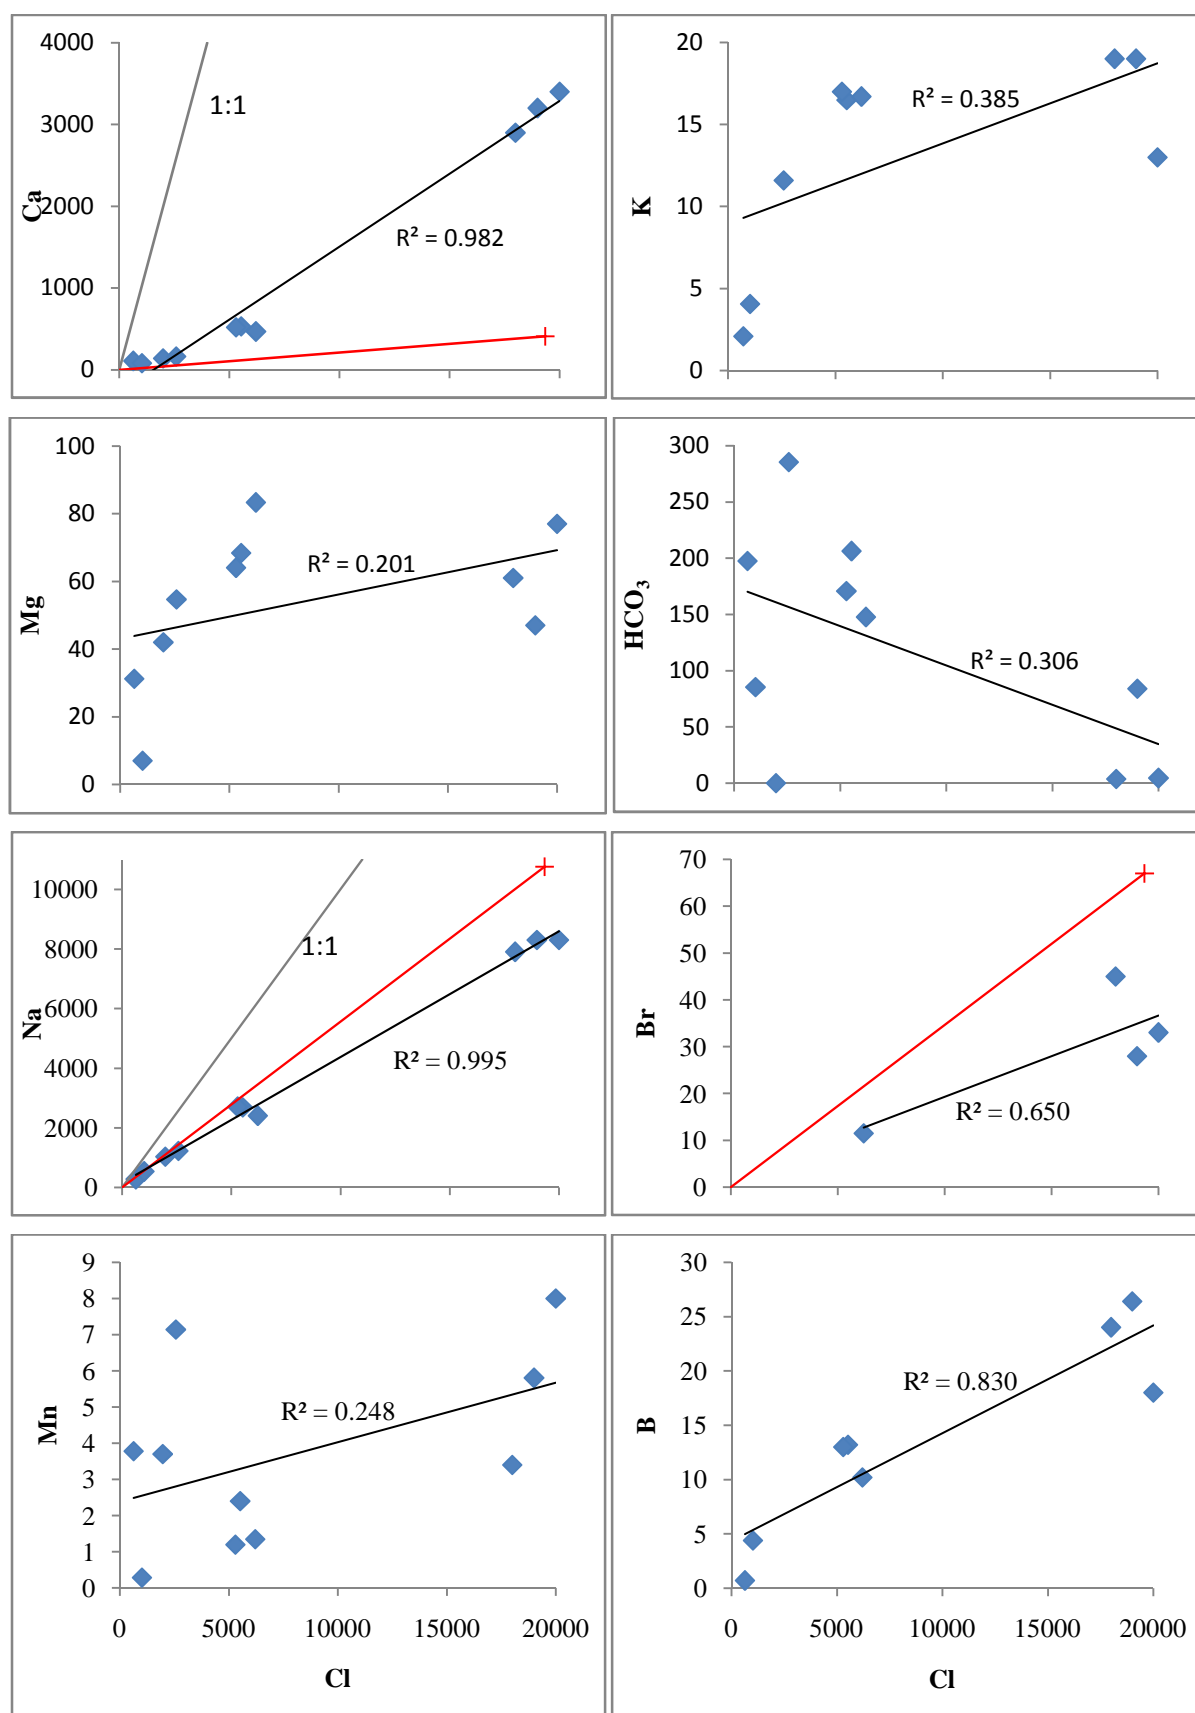 4000
3000
2000
1000
0
Ca
1:1
R² = 0.982
20
15
10
5
0
K
R² = 0.385
100
80
60
40
20
0
Mg
R² = 0.201
300
250
200
150
100
50
0
HCO₃
R² = 0.306
10000
8000
6000
4000
2000
0
Na
1:1
R² = 0.995
70
60
50
40
30
20
10
0
Br
R² = 0.650
9
8
7
6
5
4
3
2
1
0
Mn
R² = 0.248
0 5000 10000 15000 20000
Cl
30
25
20
15
10
5
0
B
R² = 0.830
0 5000 10000 15000 20000
Cl